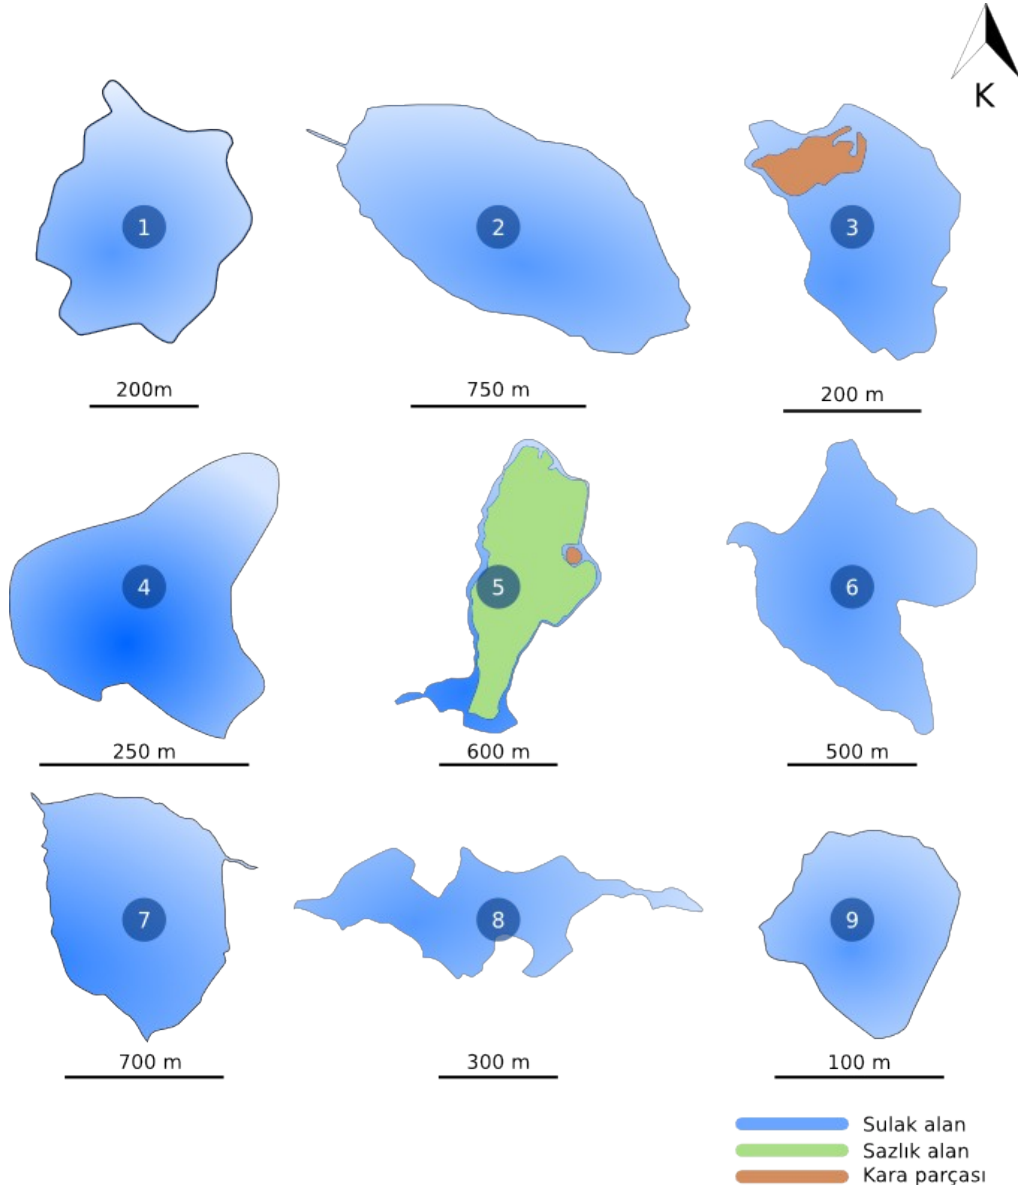 K
1
2
3
200m
750 m
200 m
4
5
6
250 m
600 m
500 m
7
8
9
700 m
300 m
100 m
Sulak alan
Sazlık alan
Kara parçası